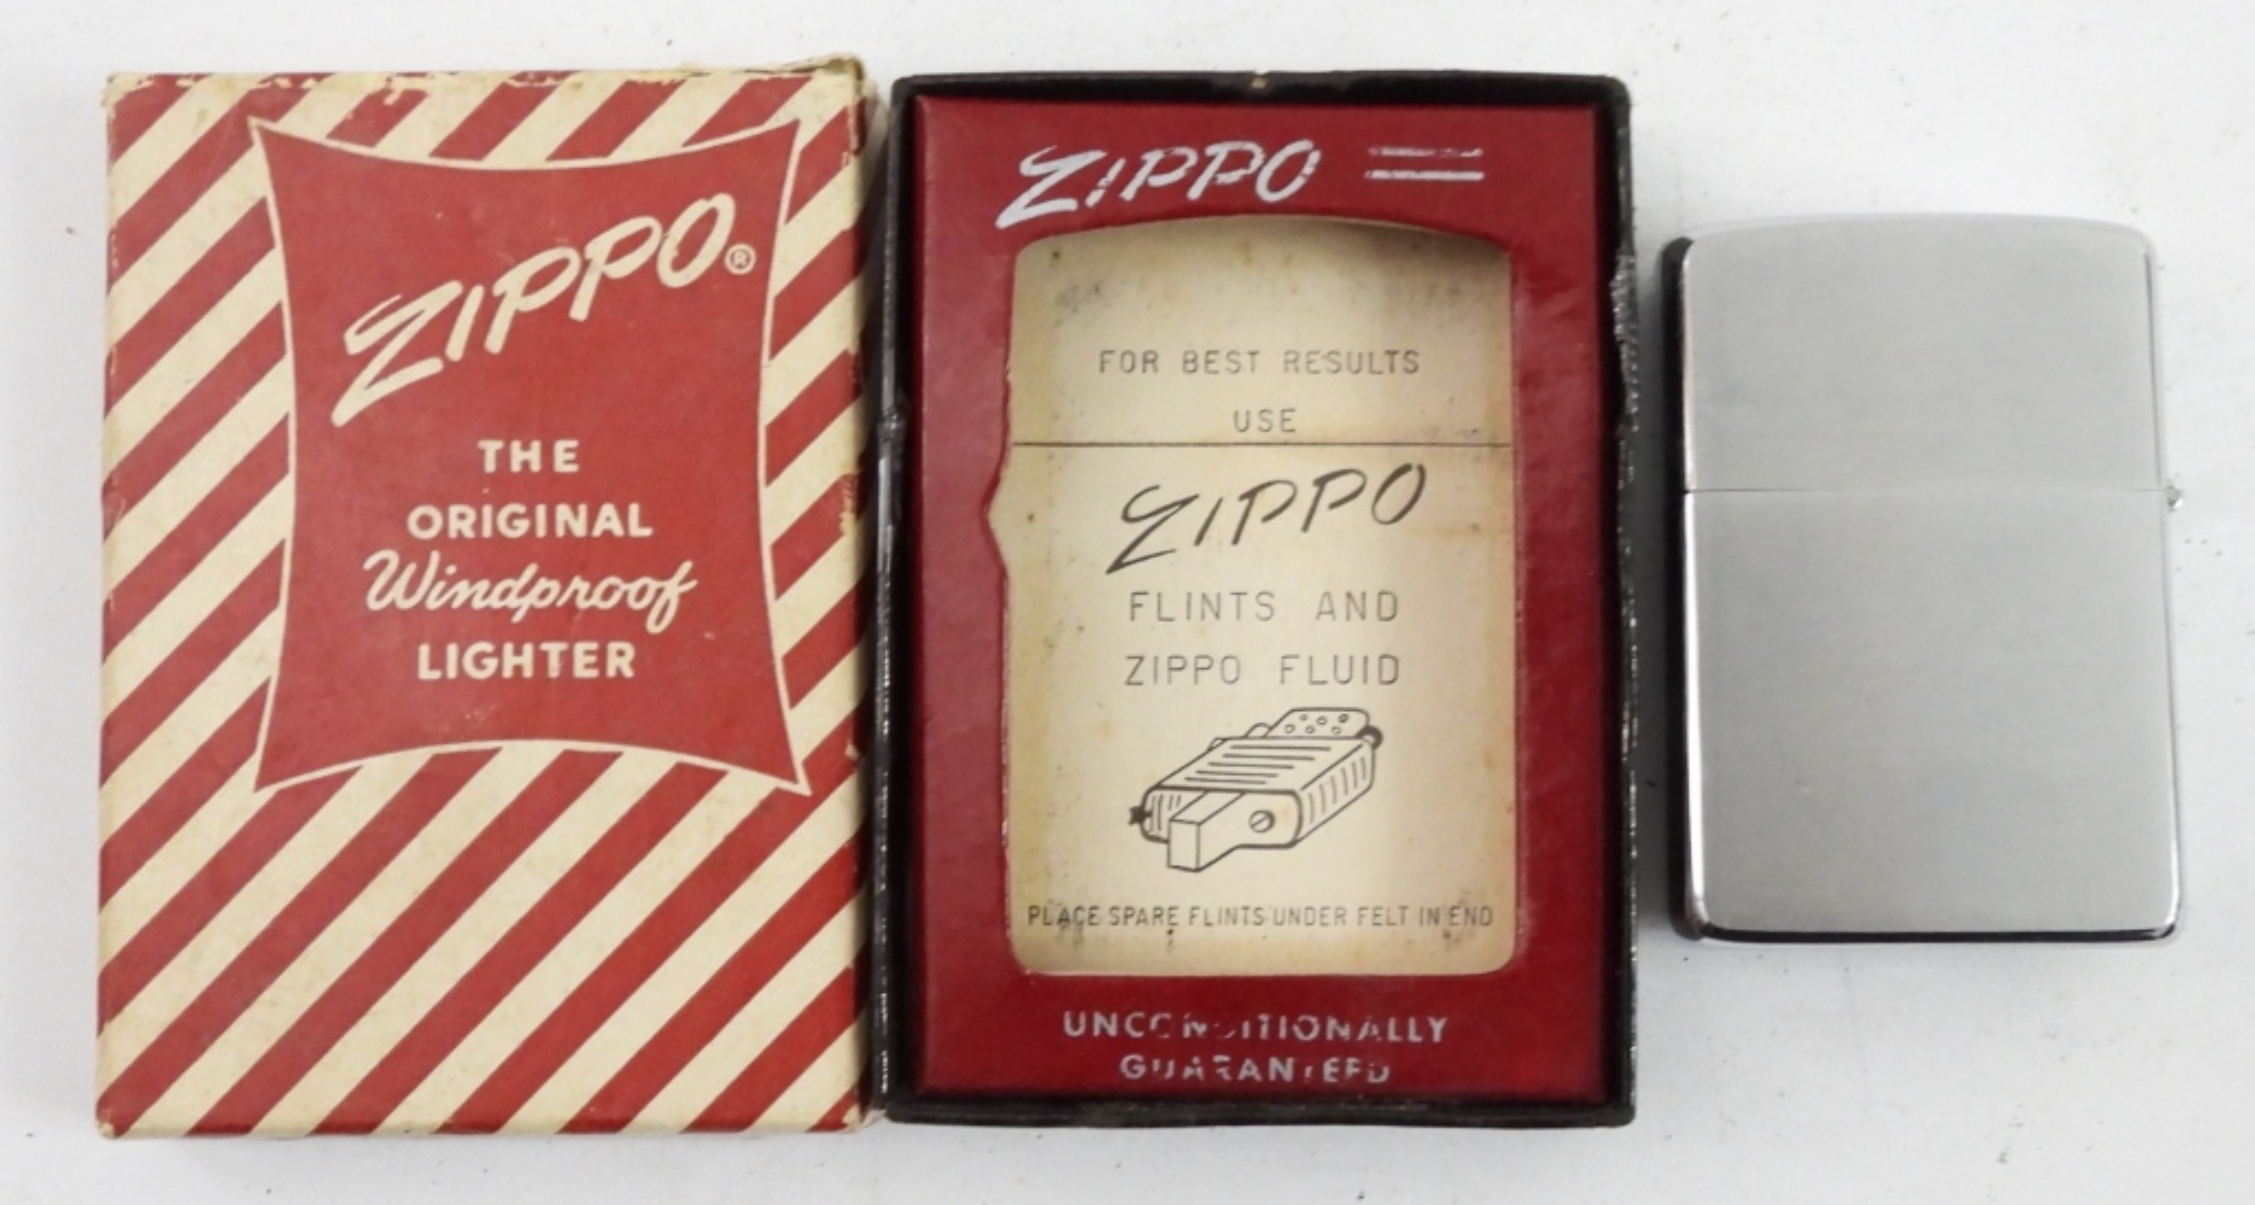 ZIPPO®
THE
ORIGINAL
Windproof
LIGHTER
ZIPPO
FOR BEST RESULTS
USE
ZIPPO
FLINTS AND
ZIPPO FLUID
PLACE SPARE FLINTS UNDER FELT IN END
UNCONDITIONALLY
GUARANTEED